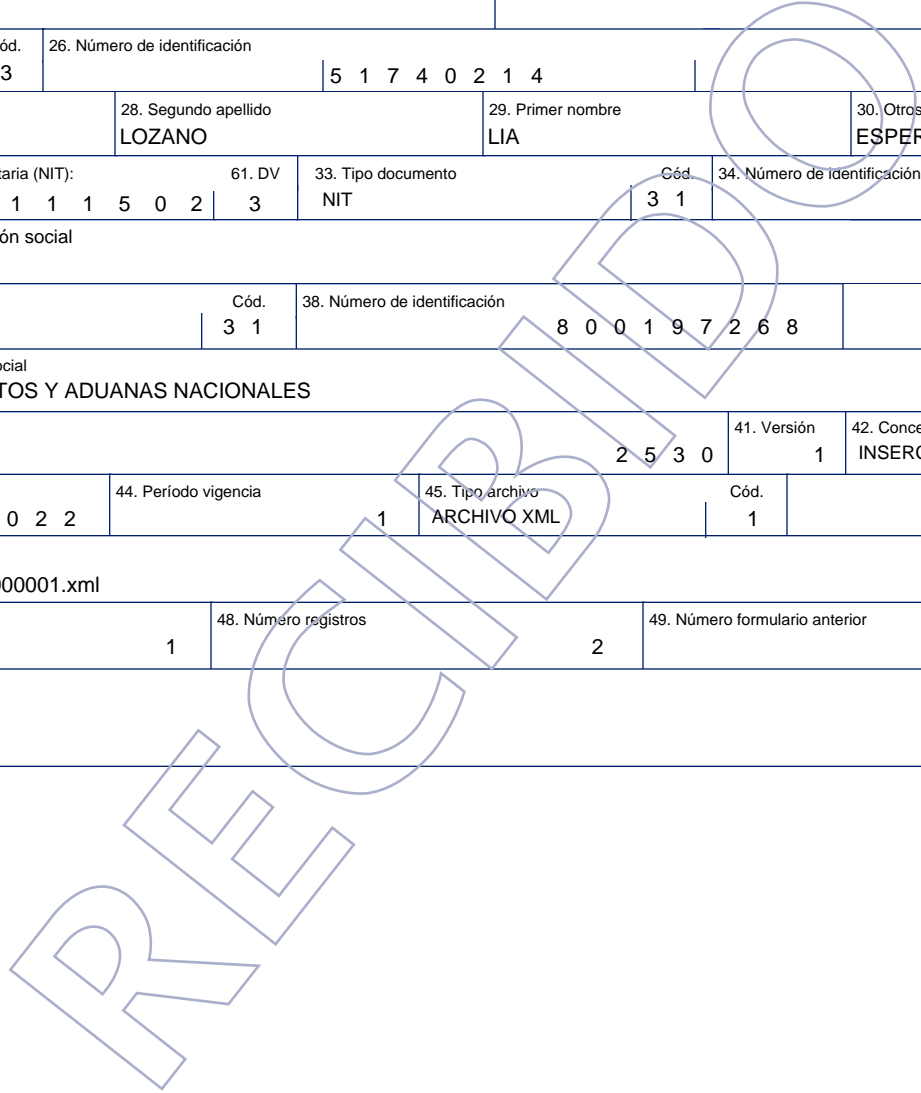 ód. 26. Número de identificación
3 5 1 7 4 0 2 1 4
28. Segundo apellido 29. Primer nombre 30. Otros
LOZANO LIA ESPER
taria (NIT): 61. DV 33. Tipo documento Cód. 34. Número de identificación
1 1 1 5 0 2 3 NIT 3 1
ón social
Cód. 38. Número de identificación
3 1 8 0 0 1 9 7 2 6 8
ocial
TOS Y ADUANAS NACIONALES
41. Versión 42. Conce
2 5 3 0 1 INSERC
44. Período vigencia 45. Tipo archivo Cód.
0 2 2 1 ARCHIVO XML 1
000001.xml
48. Número registros 49. Número formulario anterior
1 2
RECIBIDO